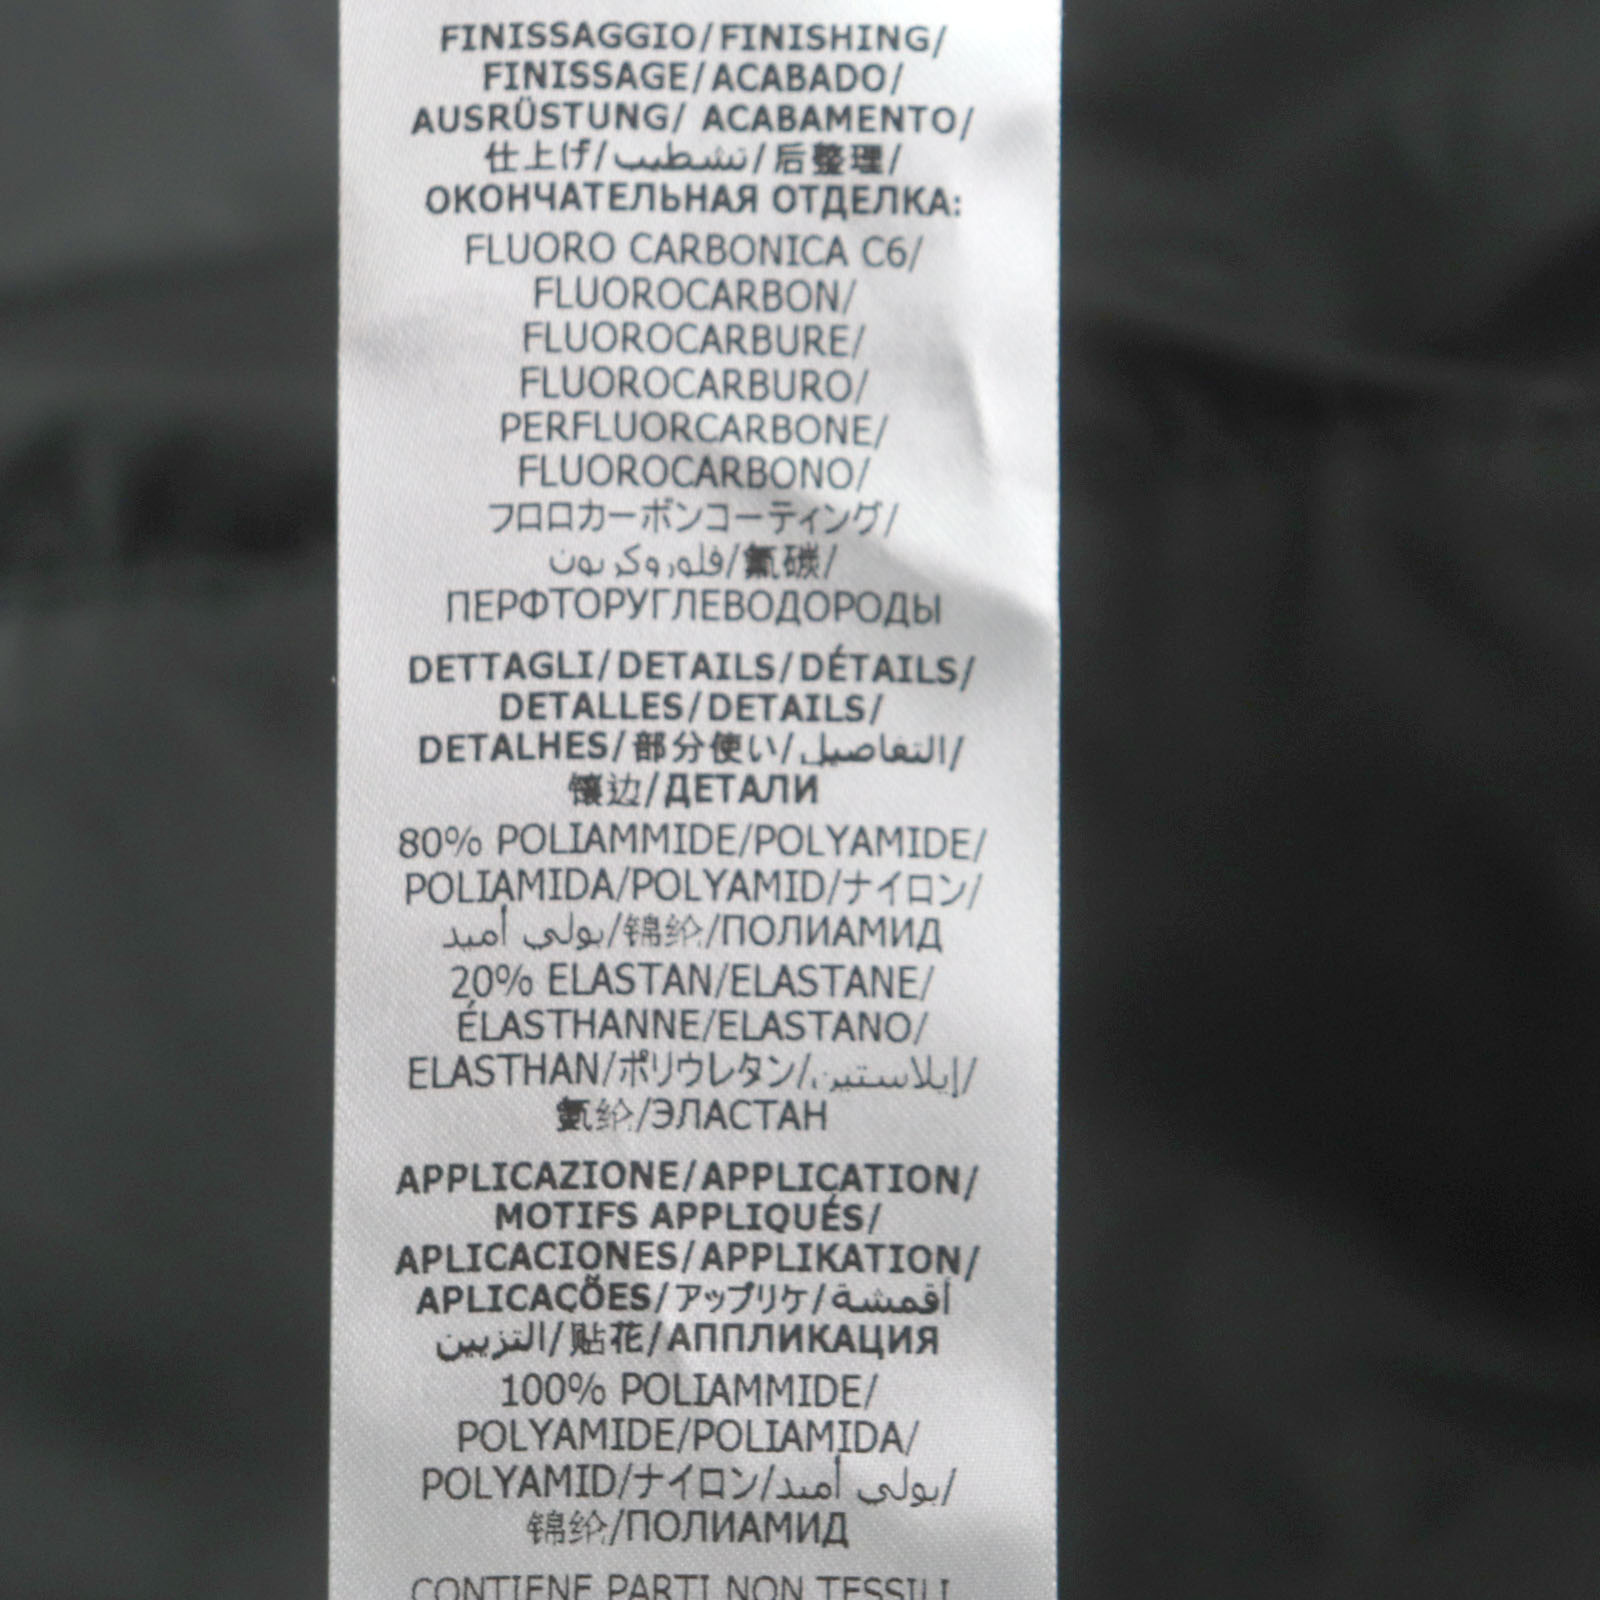 FINISSAGGIO/FINISHING/
FINISSAGE/ACABADO/
AUSRÜSTUNG/ ACABAMENTO/
仕上げ/تشطيب/后整理/
ОКОНЧАТЕЛЬНАЯ ОТДЕЛКА:
FLUORO CARBONICA C6/
FLUOROCARBON/
FLUOROCARBURE/
FLUOROCARBURO/
PERFLUORCARBONE/
FLUOROCARBONO/
フロロカーボンコーティング/
فلوروكربون/氟碳/
ПЕРФТОРУГЛЕВОДОРОДЫ
DETTAGLI/DETAILS/DÉTAILS/
DETALLES/DETAILS/
DETALHES/部分使い/التفاصيل/
镶边/ДЕТАЛИ
80% POLIAMMIDE/POLYAMIDE/
POLIAMIDA/POLYAMID/ナイロン/
بولي أميد/锦纶/ПОЛИАМИД
20% ELASTAN/ELASTANE/
ÉLASTHANNE/ELASTANO/
ELASTHAN/ポリウレタン/إيلاستين/
氨纶/ЭЛАСТАН
APPLICAZIONE/APPLICATION/
MOTIFS APPLIQUÉS/
APLICACIONES/APPLIKATION/
APLICAÇÕES/アップリケ/أقمشة
التزيين/贴花/АППЛИКАЦИЯ
100% POLIAMMIDE/
POLYAMIDE/POLIAMIDA/
POLYAMID/ナイロン/بولي أميد/
锦纶/ПОЛИАМИД
CONTIENE PARTI NON TESSILI